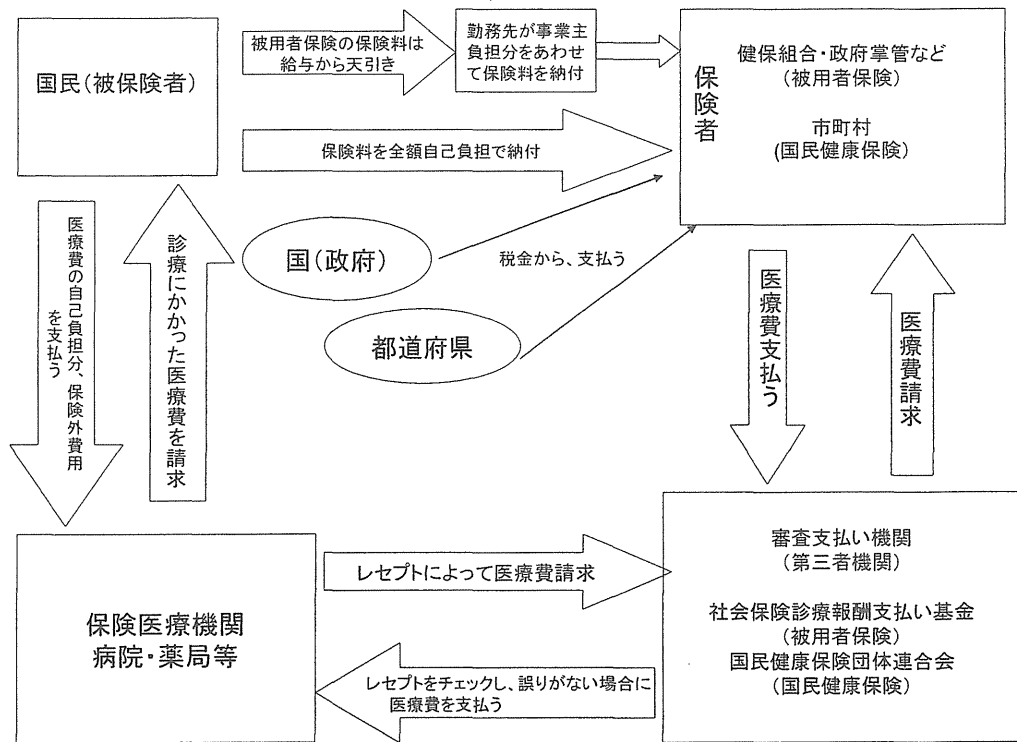 国民(被保険者)
被用者保険の保険料は
給与から天引き
勤務先が事業主
負担分をあわせ
て保険料を納付
保険者
健保組合・政府掌管など
(被用者保険)
市町村
(国民健康保険)
保険料を全額自己負担で納付
国(政府)
税金から、支払う
都道府県
医療費の自己負担分、保険外費用
を支払う
診療にかかった医療費を請求
医療費支払う
医療費請求
保険医療機関
病院・薬局等
レセプトによって医療費請求
レセプトをチェックし、誤りがない場合に
医療費を支払う
審査支払い機関
(第三者機関)
社会保険診療報酬支払い基金
(被用者保険)
国民健康保険団体連合会
(国民健康保険)